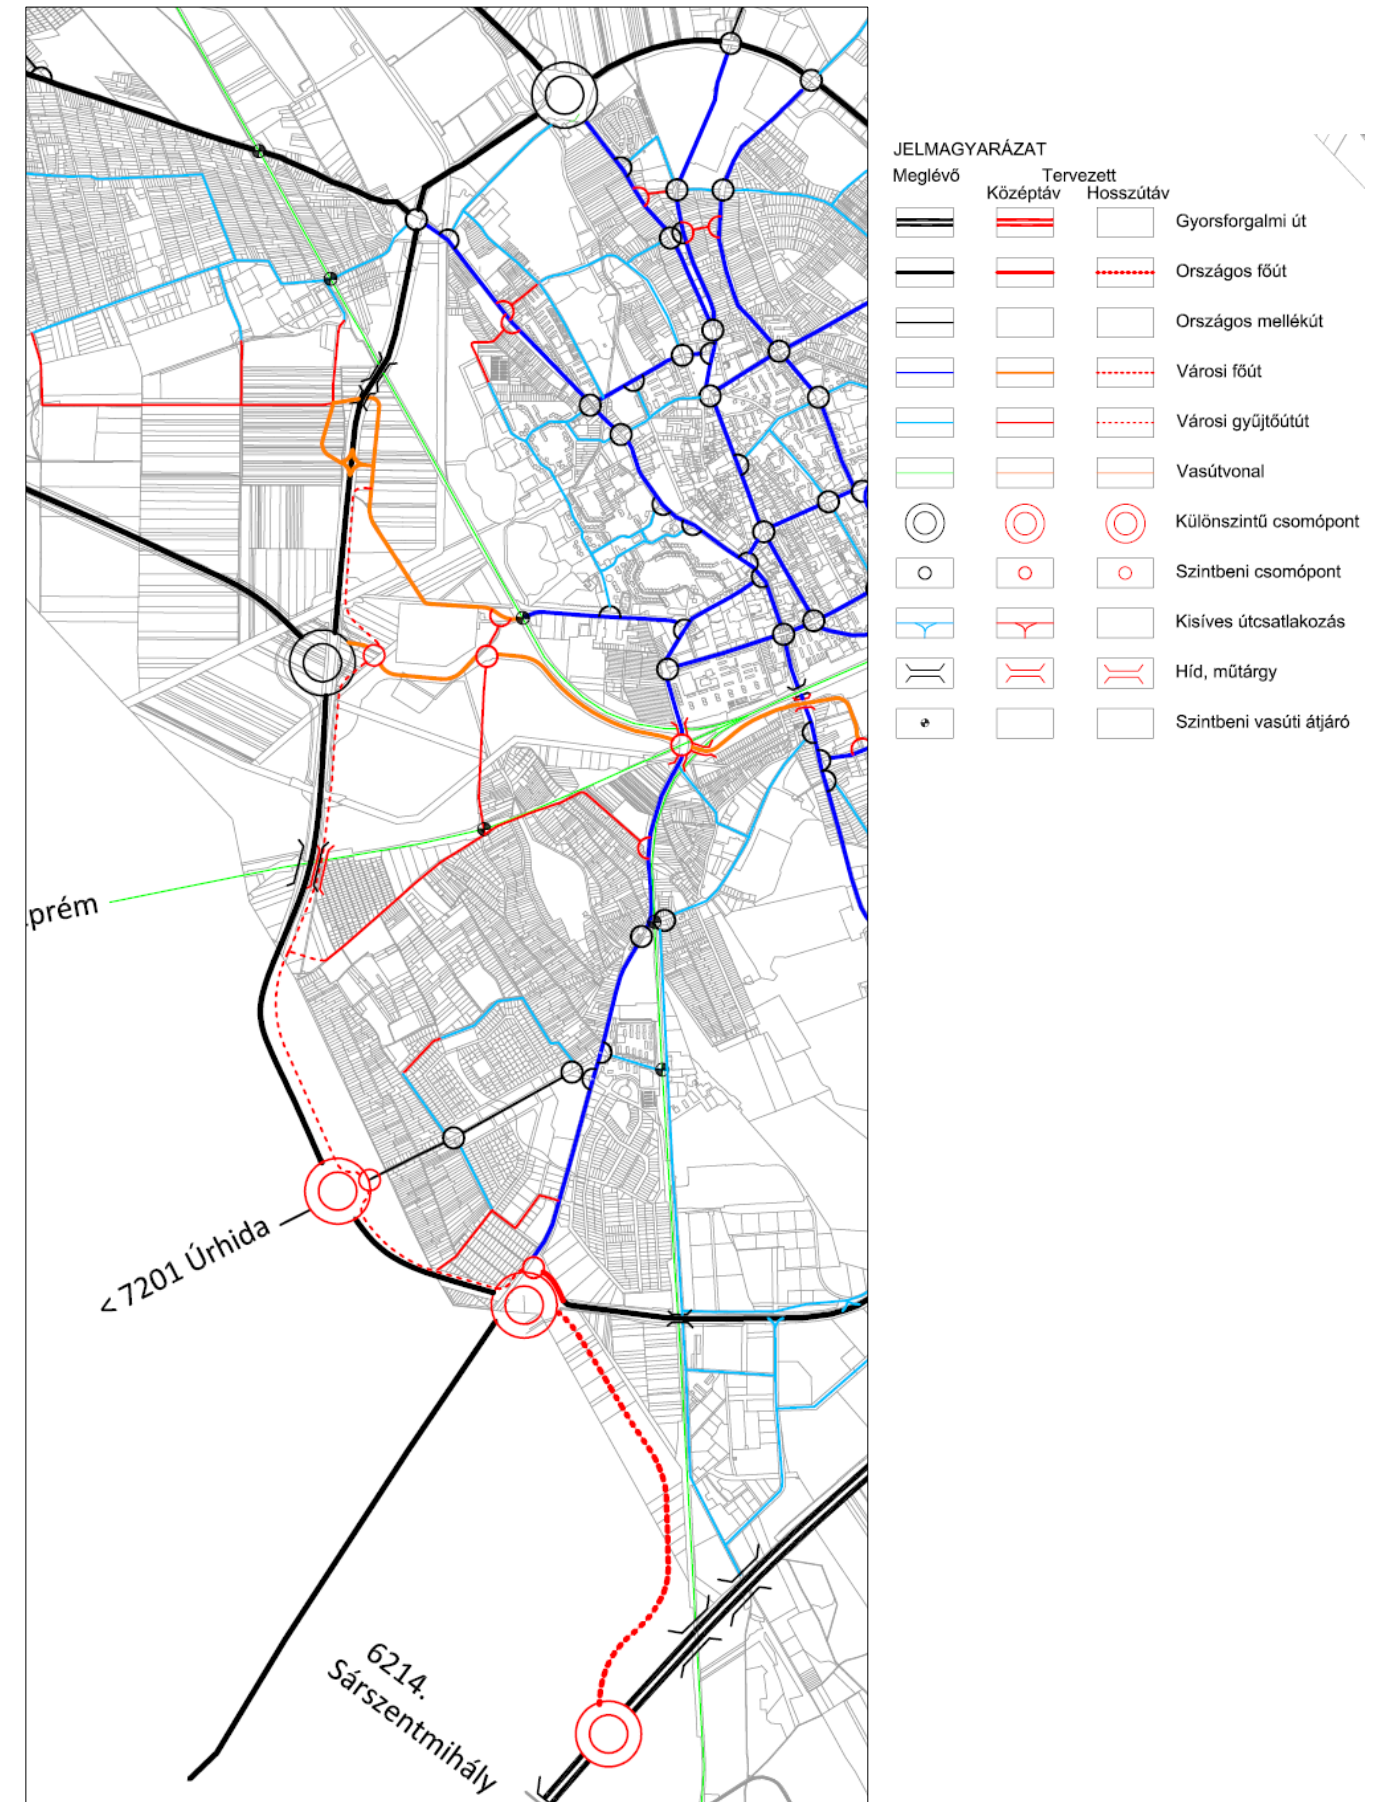 JELMAGYARÁZAT
Meglévő Tervezett
Középtáv Hosszútáv
Gyorsforgalmi út
Országos főút
Országos mellékút
Városi főút
Városi gyűjtőútút
Vasútvonal
Különszintű csomópont
Szintbeni csomópont
Kisíves útcsatlakozás
Híd, műtárgy
Szintbeni vasúti átjáró
prém
< 7201 Úrhida
6214.
Sárszentmihály